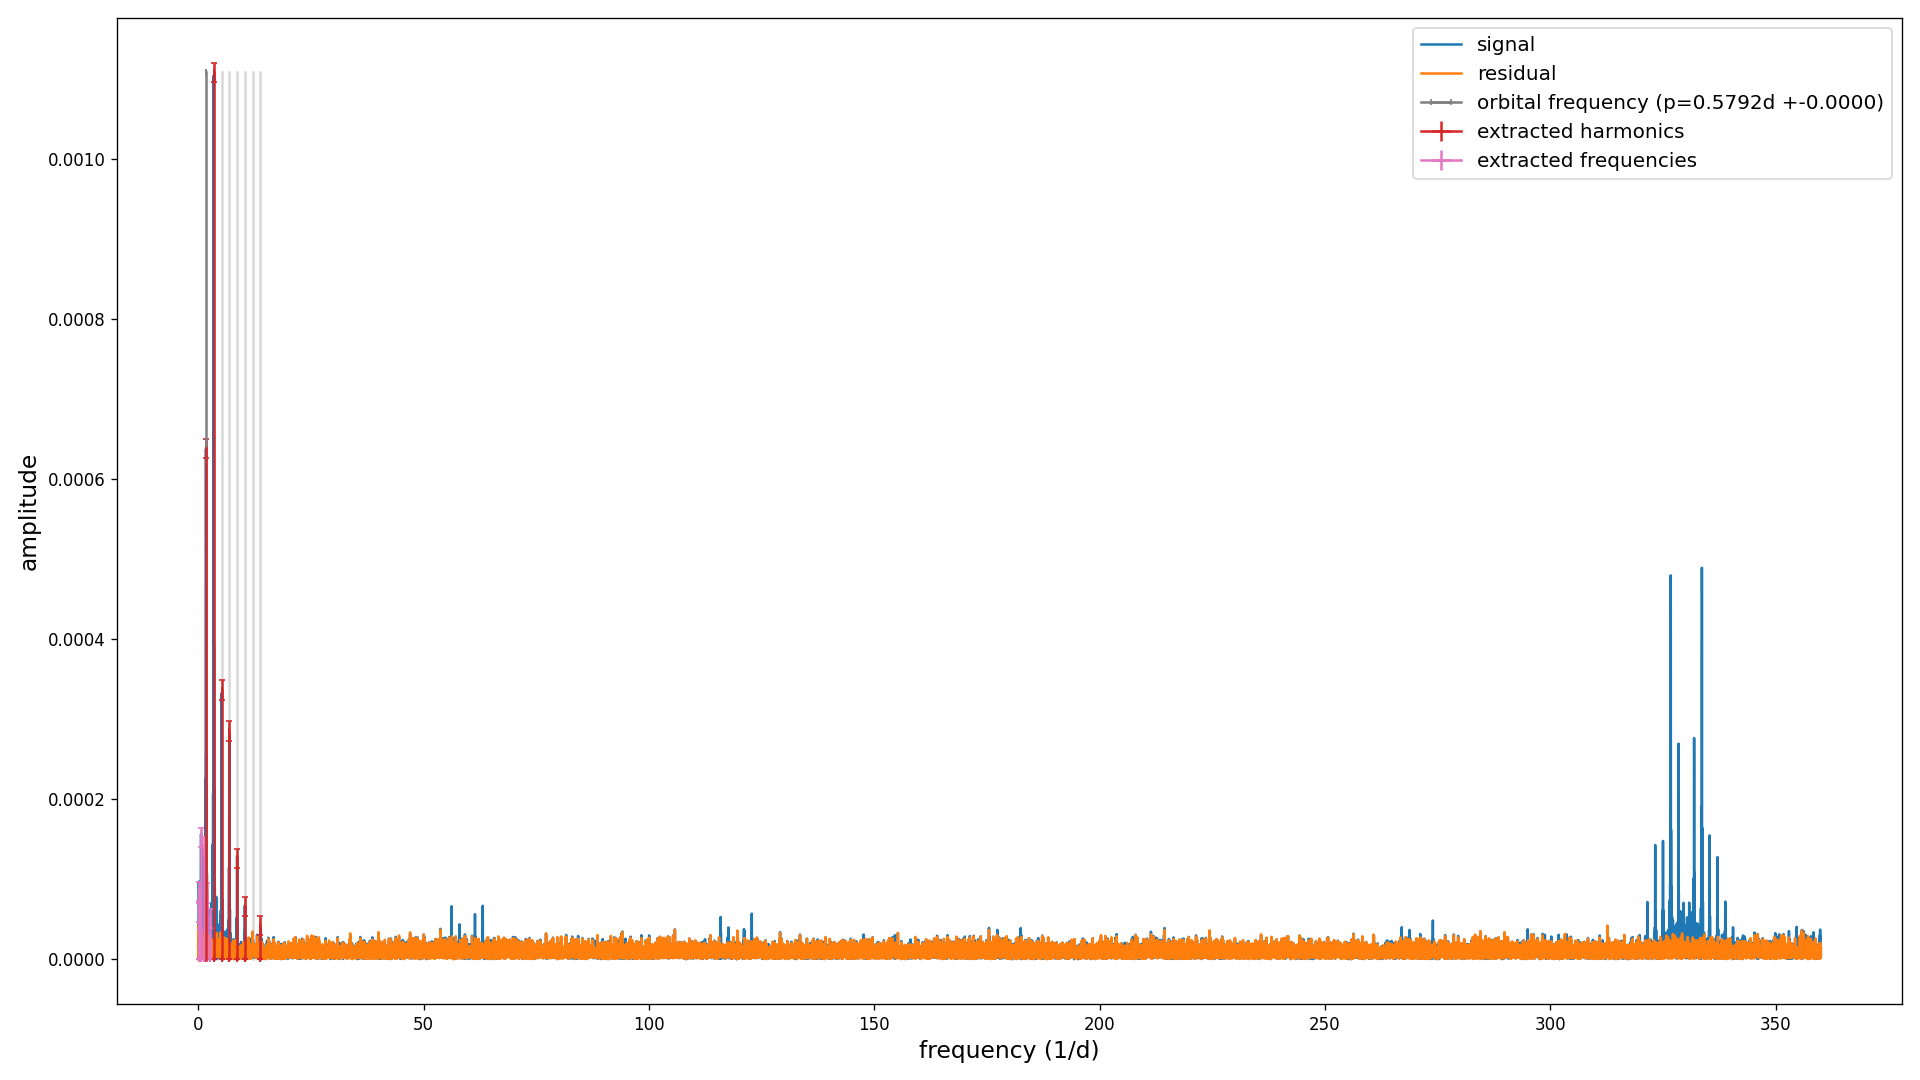 signal
residual
orbital frequency (p=0.5792d +-0.0000)
extracted harmonics
extracted frequencies
amplitude
0.0010
0.0008
0.0006
0.0004
0.0002
0.0000
0 50 100 150 200 250 300 350
frequency (1/d)